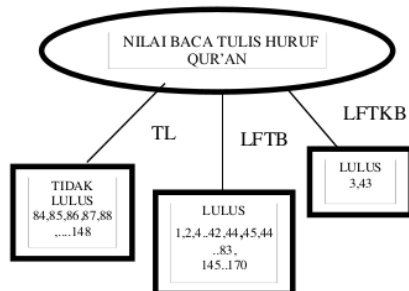 NILAI BACA TULIS HURUF
QUR'AN
TL
LFTB
LFTKB
TIDAK
LULUS
84,85,86,87,88
,....148
LULUS
1,2,4..42,44,45,44
..83,
145..170
LULUS
3,43